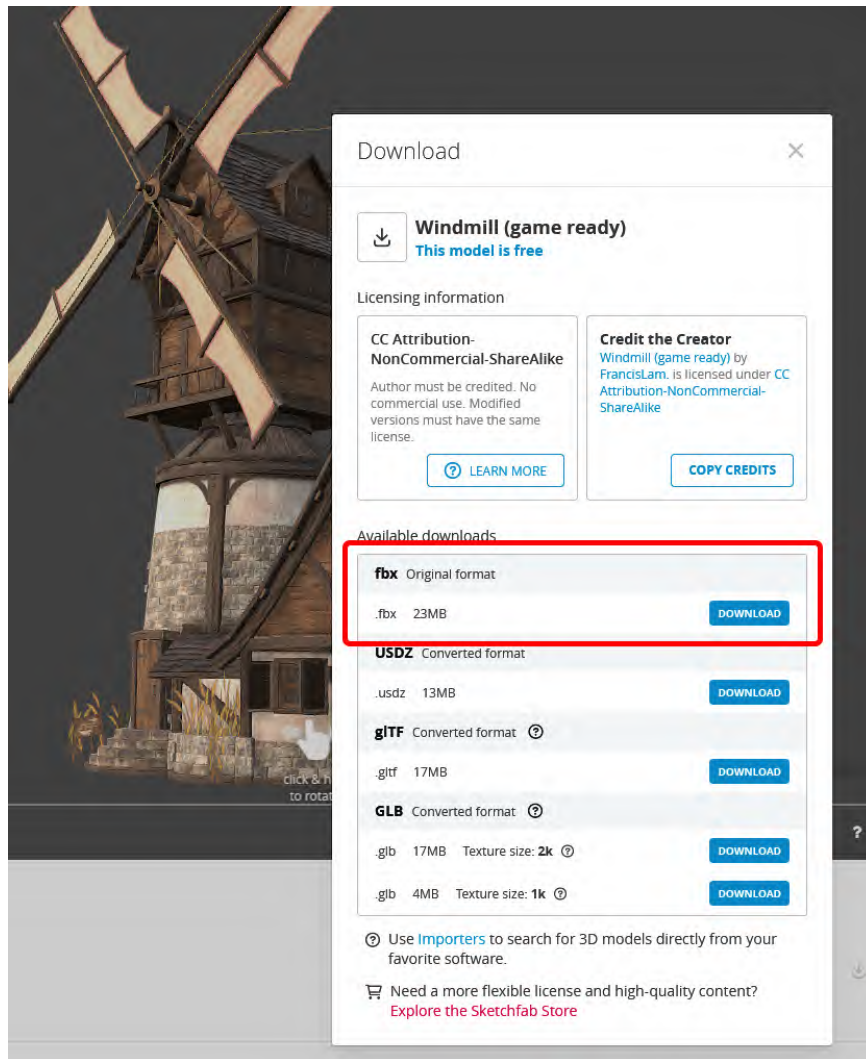 Download
Windmill (game ready)
This model is free
Licensing information
CC Attribution-
NonCommercial-ShareAlike
Author must be credited. No
commercial use. Modified
versions must have the same
license.
LEARN MORE
Credit the Creator
Windmill (game ready) by
FrancisLam. is licensed under CC
Attribution-NonCommercial-
ShareAlike
COPY CREDITS
Available downloads
fbx Original format
.fbx 23MB DOWNLOAD
USDZ Converted format
.usdz 13MB DOWNLOAD
glTF Converted format ?
.gltf 17MB DOWNLOAD
GLB Converted format ?
.glb 17MB Texture size: 2k ? DOWNLOAD
.glb 4MB Texture size: 1k ? DOWNLOAD
? Use Importers to search for 3D models directly from your
favorite software.
Need a more flexible license and high-quality content?
Explore the Sketchfab Store
click & h
to rotat
?